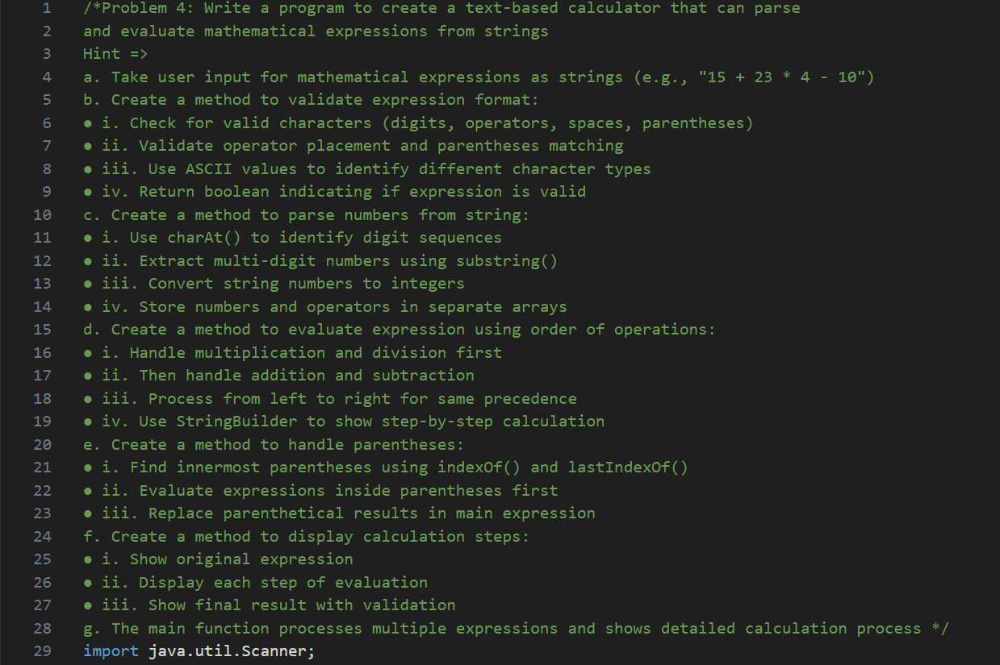 1 /*Problem 4: Write a program to create a text-based calculator that can parse
2 and evaluate mathematical expressions from strings
3 Hint =>
4 a. Take user input for mathematical expressions as strings (e.g., "15 + 23 * 4 - 10")
5 b. Create a method to validate expression format:
6 ● i. Check for valid characters (digits, operators, spaces, parentheses)
7 ● ii. Validate operator placement and parentheses matching
8 ● iii. Use ASCII values to identify different character types
9 ● iv. Return boolean indicating if expression is valid
10 c. Create a method to parse numbers from string:
11 ● i. Use charAt() to identify digit sequences
12 ● ii. Extract multi-digit numbers using substring()
13 ● iii. Convert string numbers to integers
14 ● iv. Store numbers and operators in separate arrays
15 d. Create a method to evaluate expression using order of operations:
16 ● i. Handle multiplication and division first
17 ● ii. Then handle addition and subtraction
18 ● iii. Process from left to right for same precedence
19 ● iv. Use StringBuilder to show step-by-step calculation
20 e. Create a method to handle parentheses:
21 ● i. Find innermost parentheses using indexOf() and lastIndexOf()
22 ● ii. Evaluate expressions inside parentheses first
23 ● iii. Replace parenthetical results in main expression
24 f. Create a method to display calculation steps:
25 ● i. Show original expression
26 ● ii. Display each step of evaluation
27 ● iii. Show final result with validation
28 g. The main function processes multiple expressions and shows detailed calculation process */
29 import java.util.Scanner;